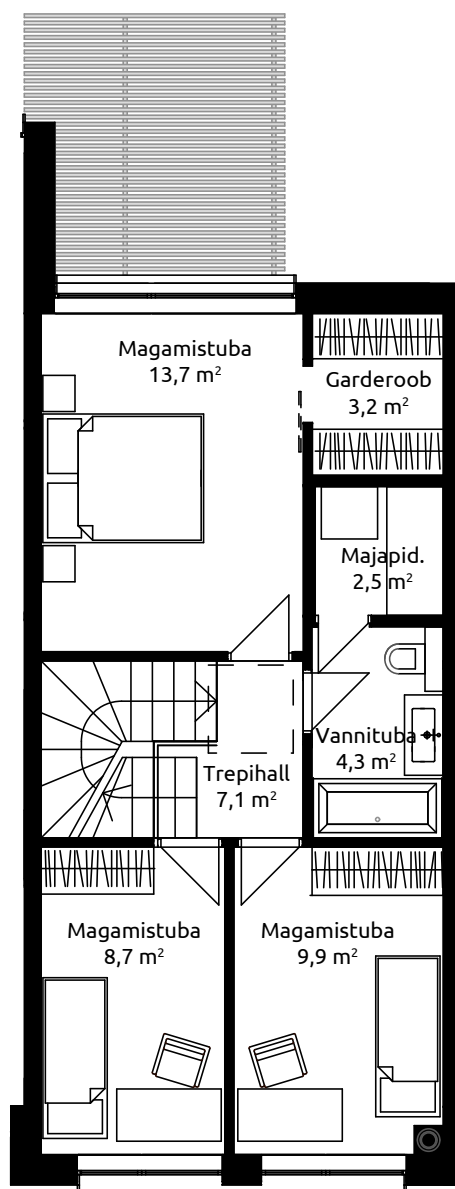 Magamistuba
13,7 m²
Garderoob
3,2 m²
Majapid.
2,5 m²
Vannituba
4,3 m²
Trepihall
7,1 m²
Magamistuba
8,7 m²
Magamistuba
9,9 m²